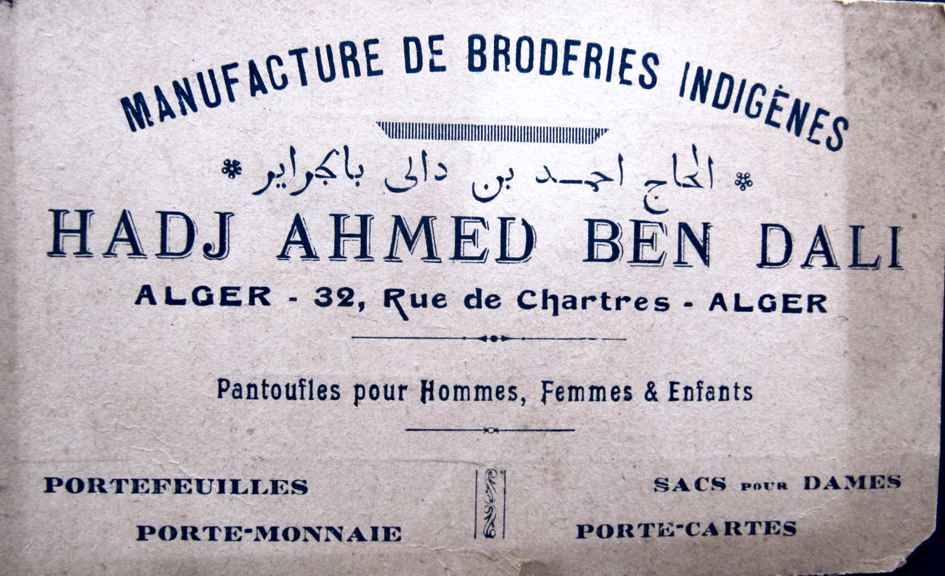 MANUFACTURE DE BRODERIES INDIGÈNES
الحاج احمد بن دالى بالجراير
HADJ AHMED BEN DALI
ALGER - 32, Rue de Chartres - ALGER
Pantoufles pour Hommes, Femmes & Enfants
PORTEFEUILLES
SACS POUR DAMES
PORTE-MONNAIE
PORTE-CARTES